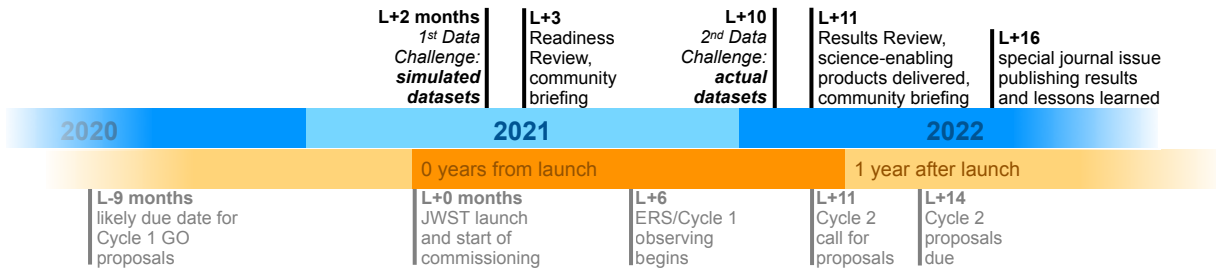 L+2 months
1st Data
Challenge:
simulated
datasets
L+3
Readiness
Review,
community
briefing
L+10
2nd Data
Challenge:
actual
datasets
L+11
Results Review,
science-enabling
products delivered,
community briefing
L+16
special journal issue
publishing results
and lessons learned
2020
2021
2022
0 years from launch
1 year after launch
L-9 months
likely due date for
Cycle 1 GO
proposals
L+0 months
JWST launch
and start of
commissioning
L+6
ERS/Cycle 1
observing
begins
L+11
Cycle 2
call for
proposals
L+14
Cycle 2
proposals
due